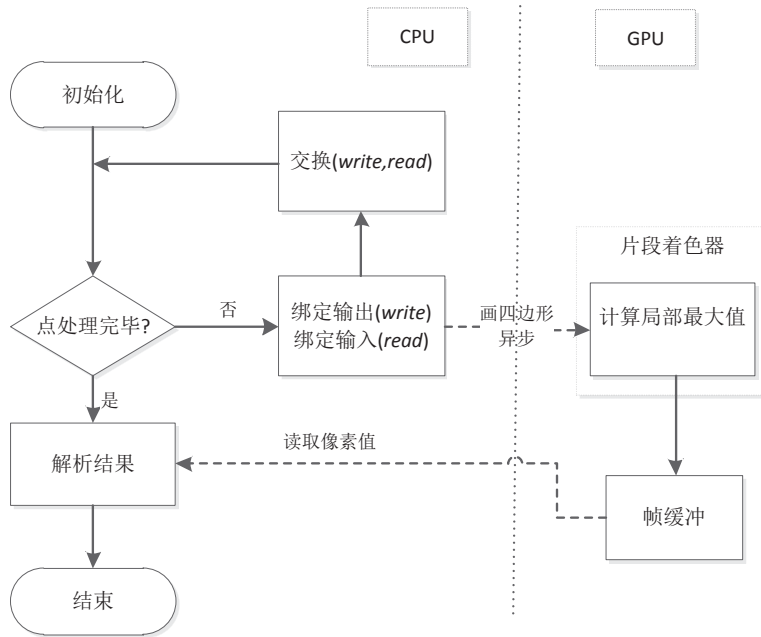 CPU
GPU
初始化
交换(write,read)
片段着色器
点处理完毕?
否
绑定输出(write)
绑定输入(read)
画四边形
异步
计算局部最大值
是
解析结果
读取像素值
帧缓冲
结束